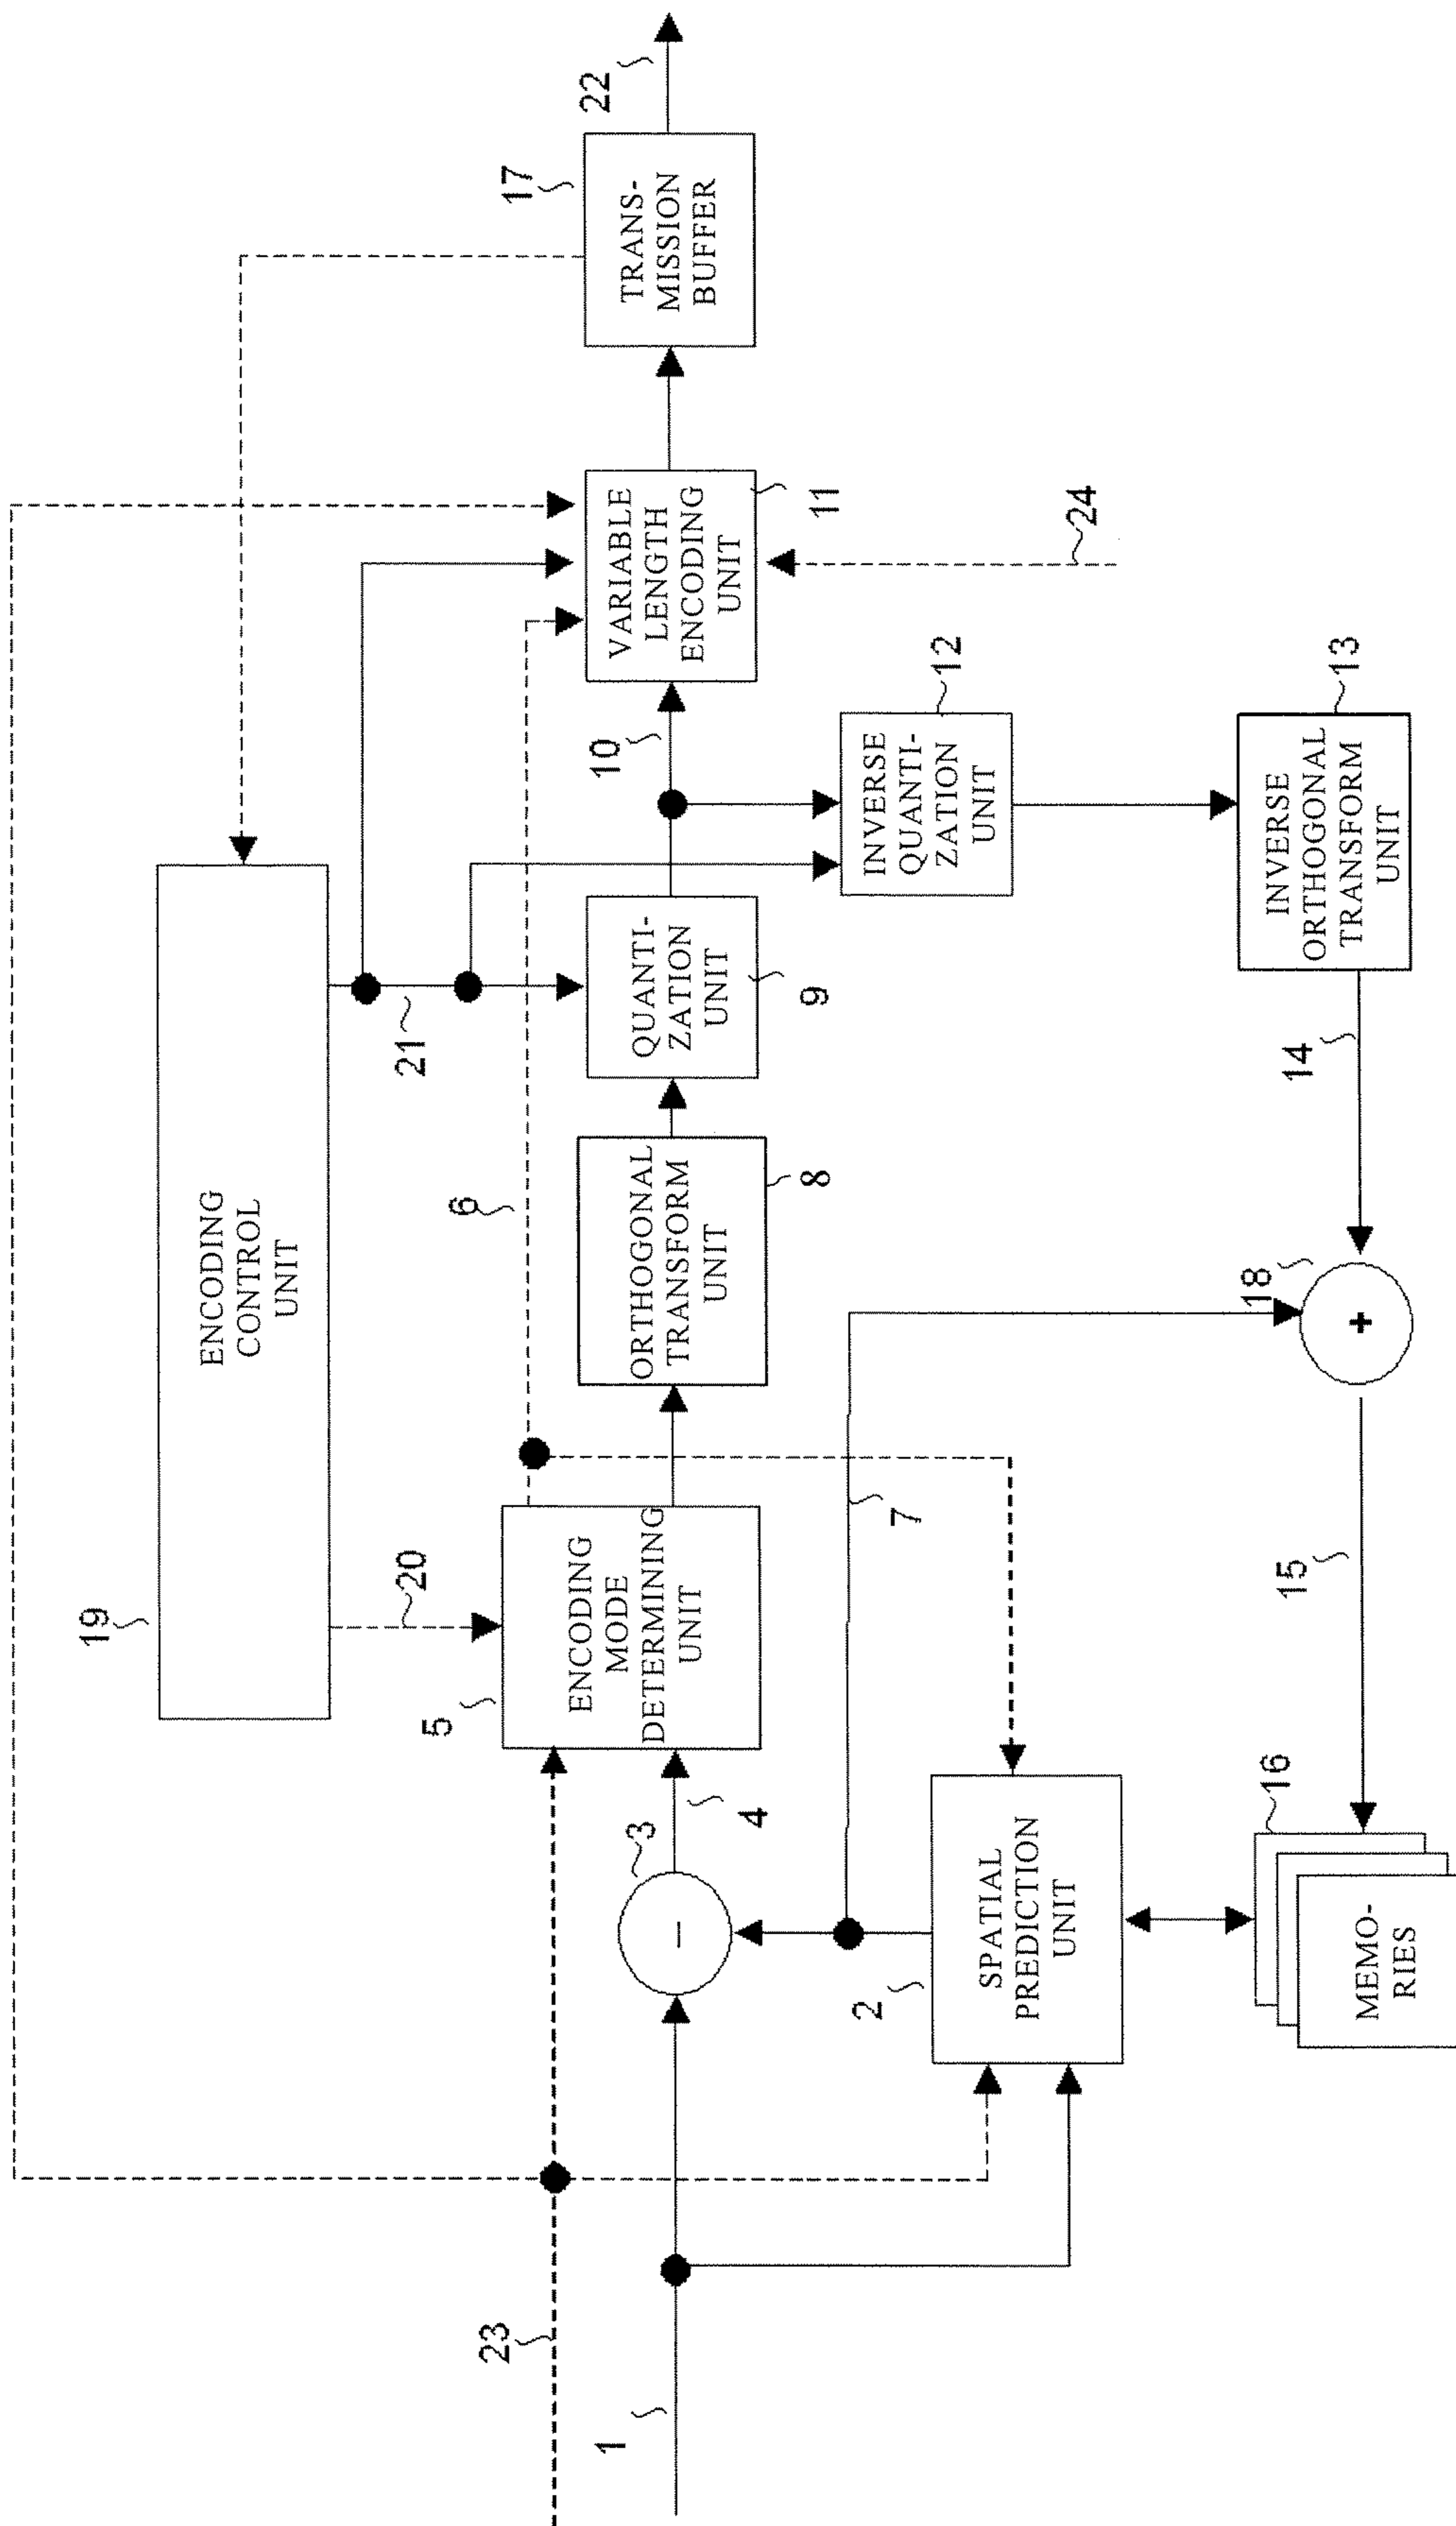 19
ENCODING
CONTROL
UNIT
17
22
TRANS-
MISSION
BUFFER
20
21
6
23
5
ENCODING
MODE
DETERMINING
UNIT
ORTHOGONAL
TRANSFORM
UNIT
8
QUANTI-
ZATION
UNIT
9
10
VARIABLE
LENGTH
ENCODING
UNIT
11
1
3
-
4
24
2
SPATIAL
PREDICTION
UNIT
7
INVERSE
QUANTI-
ZATION
UNIT
12
16
MEMO-
RIES
15
18
+
14
INVERSE
ORTHOGONAL
TRANSFORM
UNIT
13